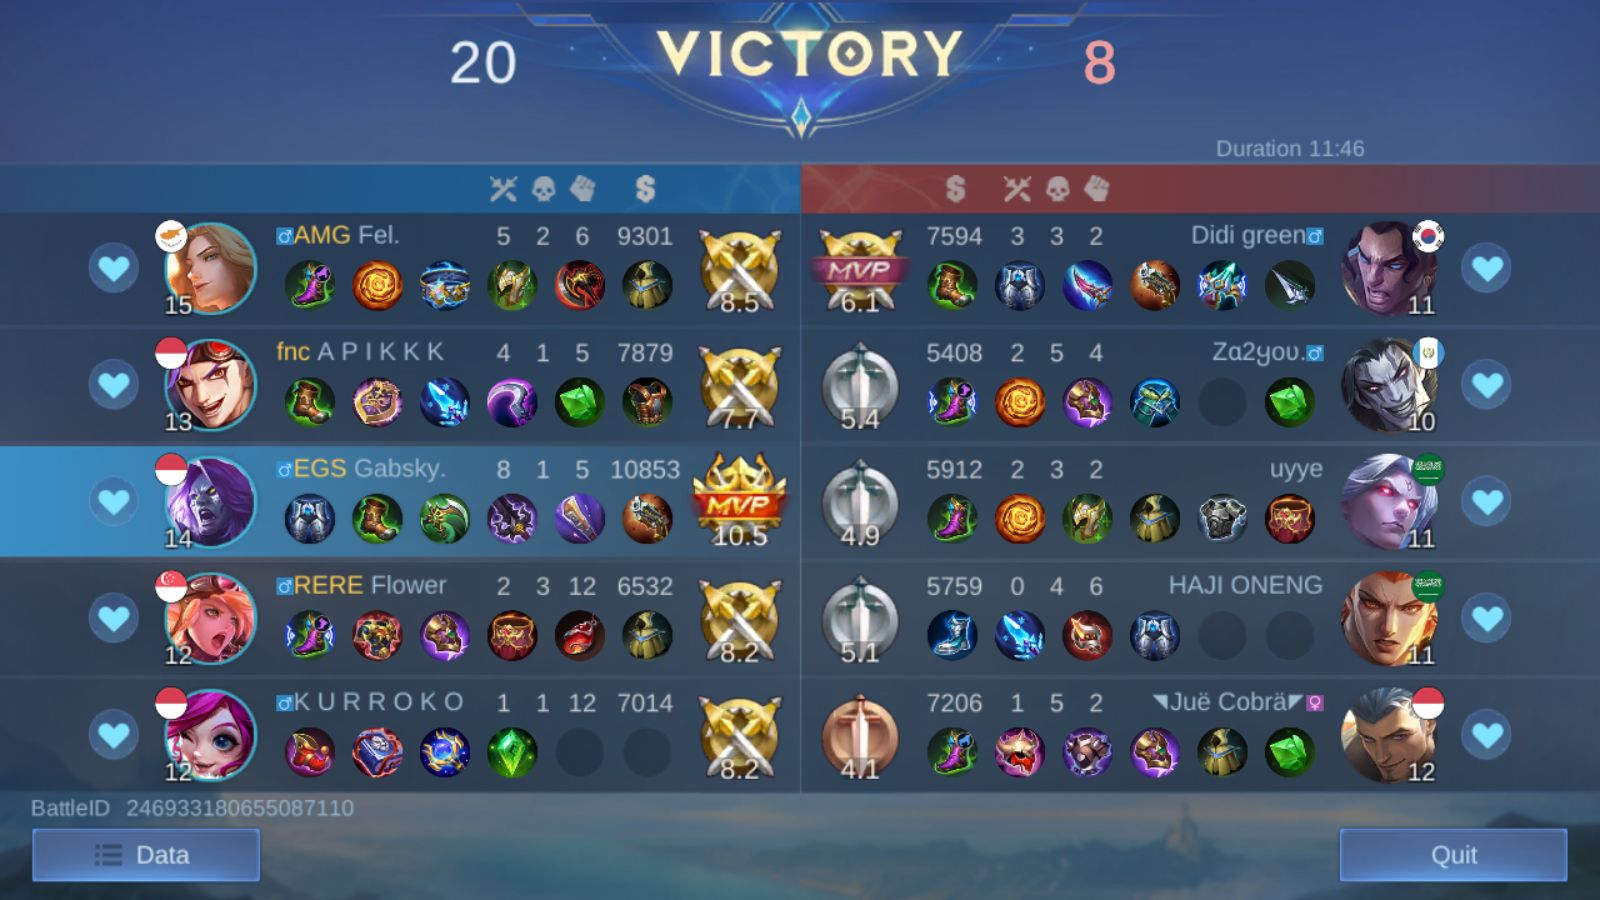 20 VICTORY 8
Duration 11:46
AMG Fel. 5 2 6 9301
15 8.5
MVP 7594 3 3 2 Didi green
6.1 11
fnc A P I K K K 4 1 5 7879
13 7.7
5408 2 5 4 Zα2you.
5.4 10
EGS Gabsky. 8 1 5 10853
14 MVP 10.5
5912 2 3 2 uyye
4.9 11
RERE Flower 2 3 12 6532
12 8.2
5759 0 4 6 HAJI ONENG
5.1 11
K U R R O K O 1 1 12 7014
12 8.2
7206 1 5 2 ◥Juë Cobrä◤
4.1 12
BattleID 246933180655087110
Data
Quit